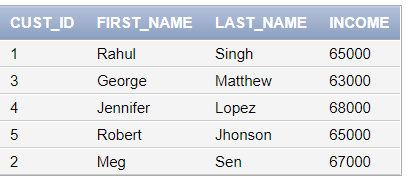 CUST_ID FIRST_NAME LAST_NAME INCOME
1 Rahul Singh 65000
3 George Matthew 63000
4 Jennifer Lopez 68000
5 Robert Jhonson 65000
2 Meg Sen 67000